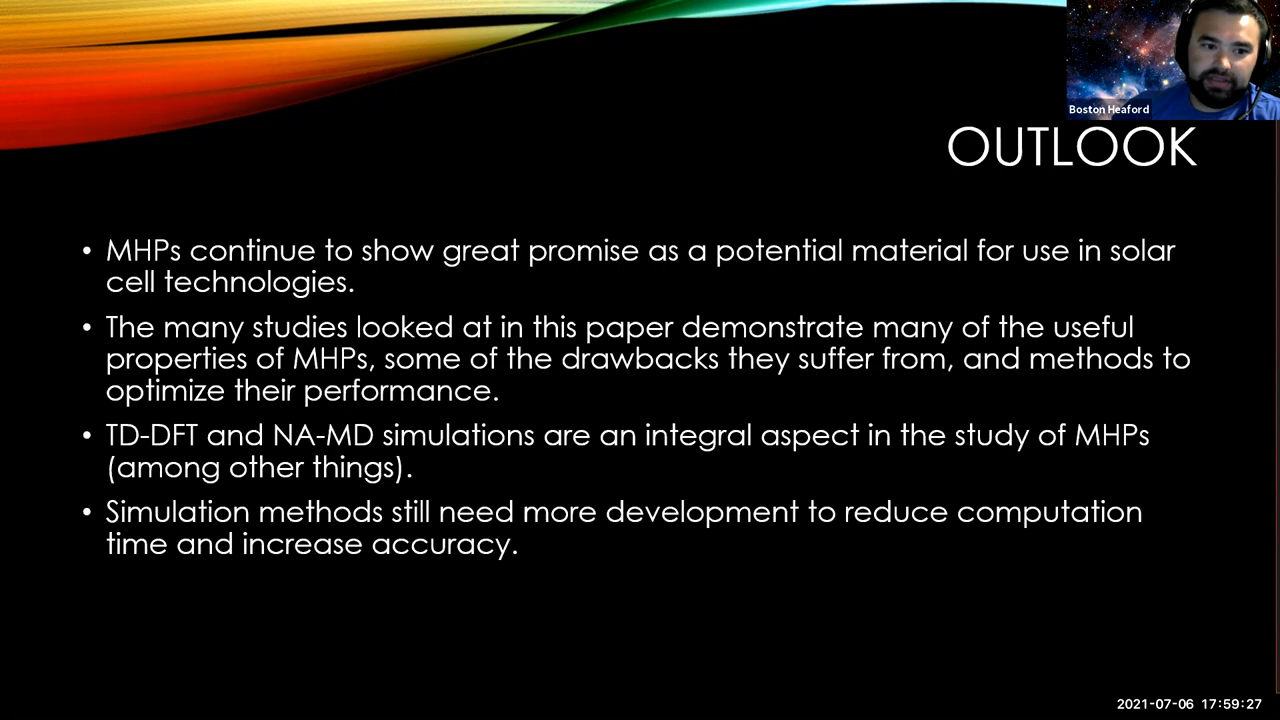 Boston Heaford
OUTLOOK
• MHPs continue to show great promise as a potential material for use in solar
cell technologies.
• The many studies looked at in this paper demonstrate many of the useful
properties of MHPs, some of the drawbacks they suffer from, and methods to
optimize their performance.
• TD-DFT and NA-MD simulations are an integral aspect in the study of MHPs
(among other things).
• Simulation methods still need more development to reduce computation
time and increase accuracy.
2021-07-06 17:59:27